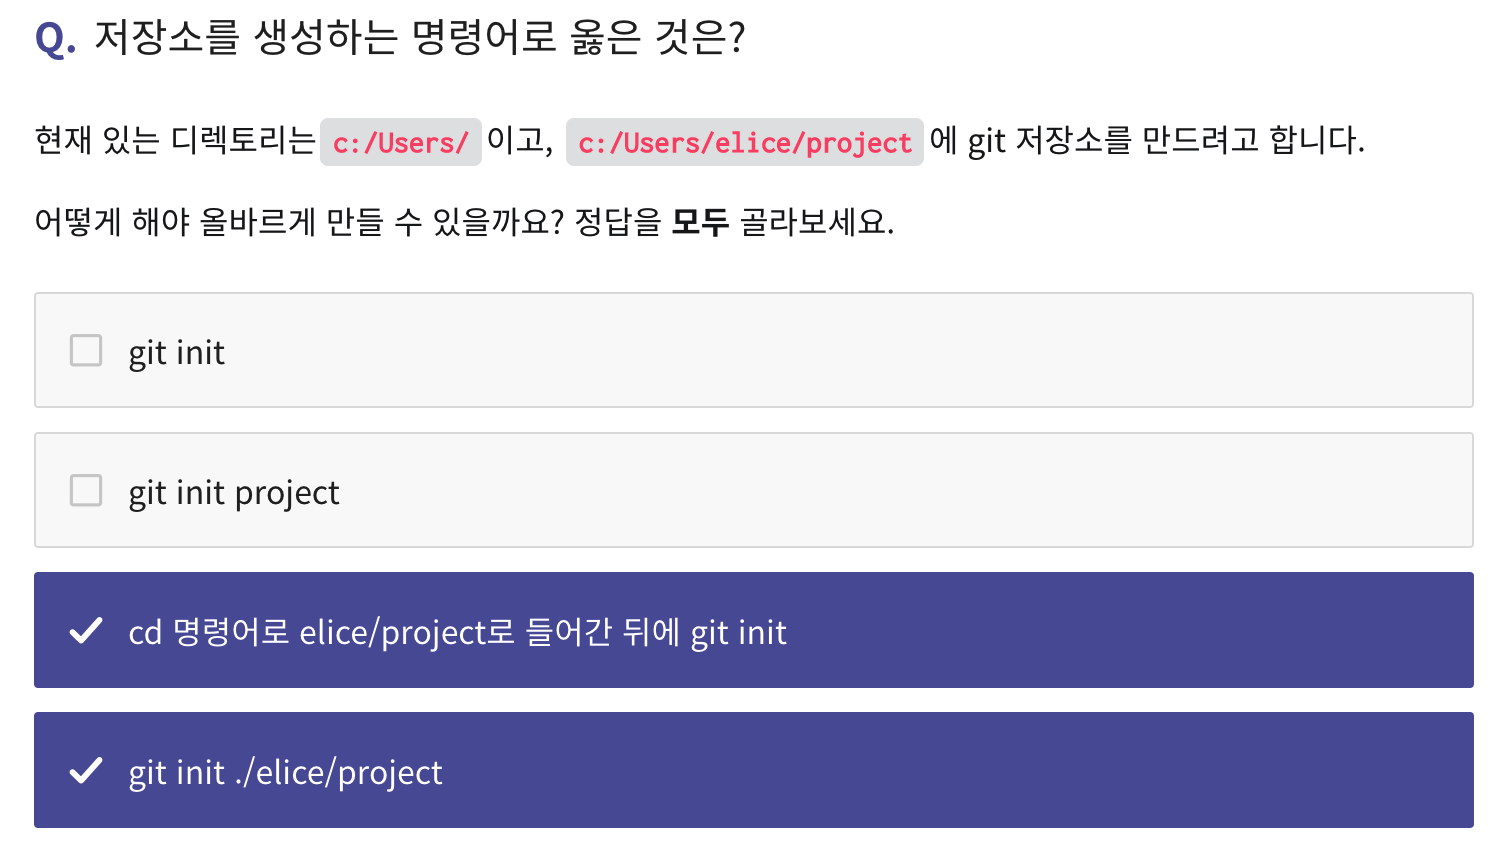 Q. 저장소를 생성하는 명령어로 옳은 것은?
현재 있는 디렉토리는 c:/Users/ 이고, c:/Users/elice/project 에 git 저장소를 만드려고 합니다.
어떻게 해야 올바르게 만들 수 있을까요? 정답을 모두 골라보세요.
git init
git init project
cd 명령어로 elice/project로 들어간 뒤에 git init
git init ./elice/project